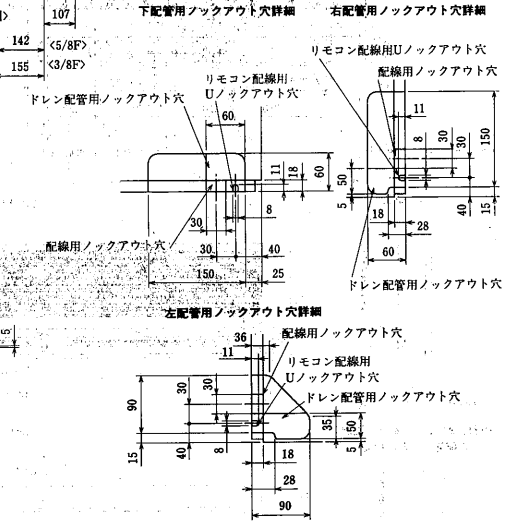 下配管用ノックアウト穴詳細
右配管用ノックアウト穴詳細
107
142
<5/8F>
155
<3/8F>
リモコン配線用
Uノックアウト穴
ドレン配管用ノックアウト穴
60
11
18
60
8
30
配線用ノックアウト穴
30
40
150
25
リモコン配線用Uノックアウト穴
配線用ノックアウト穴
11
8
30
30
150
50
5
18
28
40
15
60
ドレン配管用ノックアウト穴
5
左配管用ノックアウト穴詳細
36
配線用ノックアウト穴
11
リモコン配線用
Uノックアウト穴
ドレン配管用ノックアウト穴
90
30
30
15
40
8
35
50
5
18
28
90